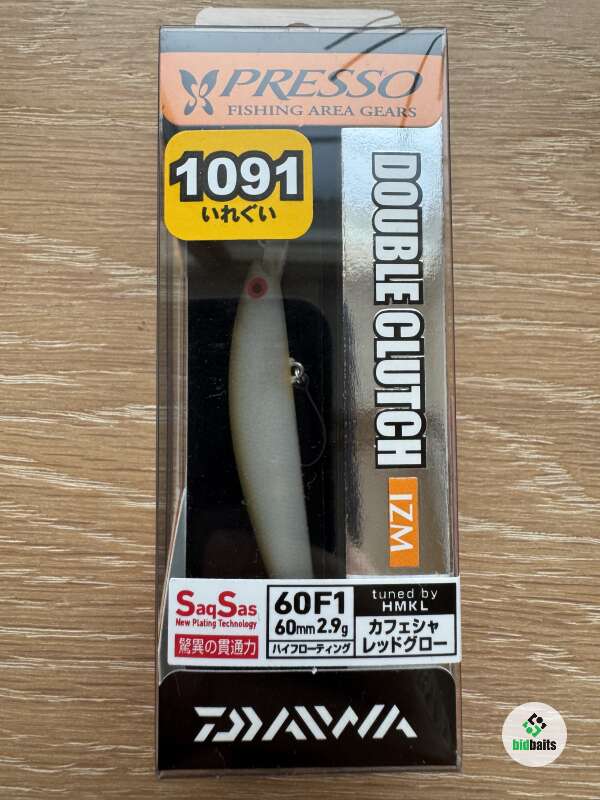 PRESSO
FISHING AREA GEARS
1091
いれぐい
DOUBLE CLUTCH
IZM
SaqSas
New Plating Technology
驚異の貫通力
60F1
60mm2.9g
ハイフローティング
tuned by
HMKL
カフェシャ
レッドグロー
DAIWA
bidbaits